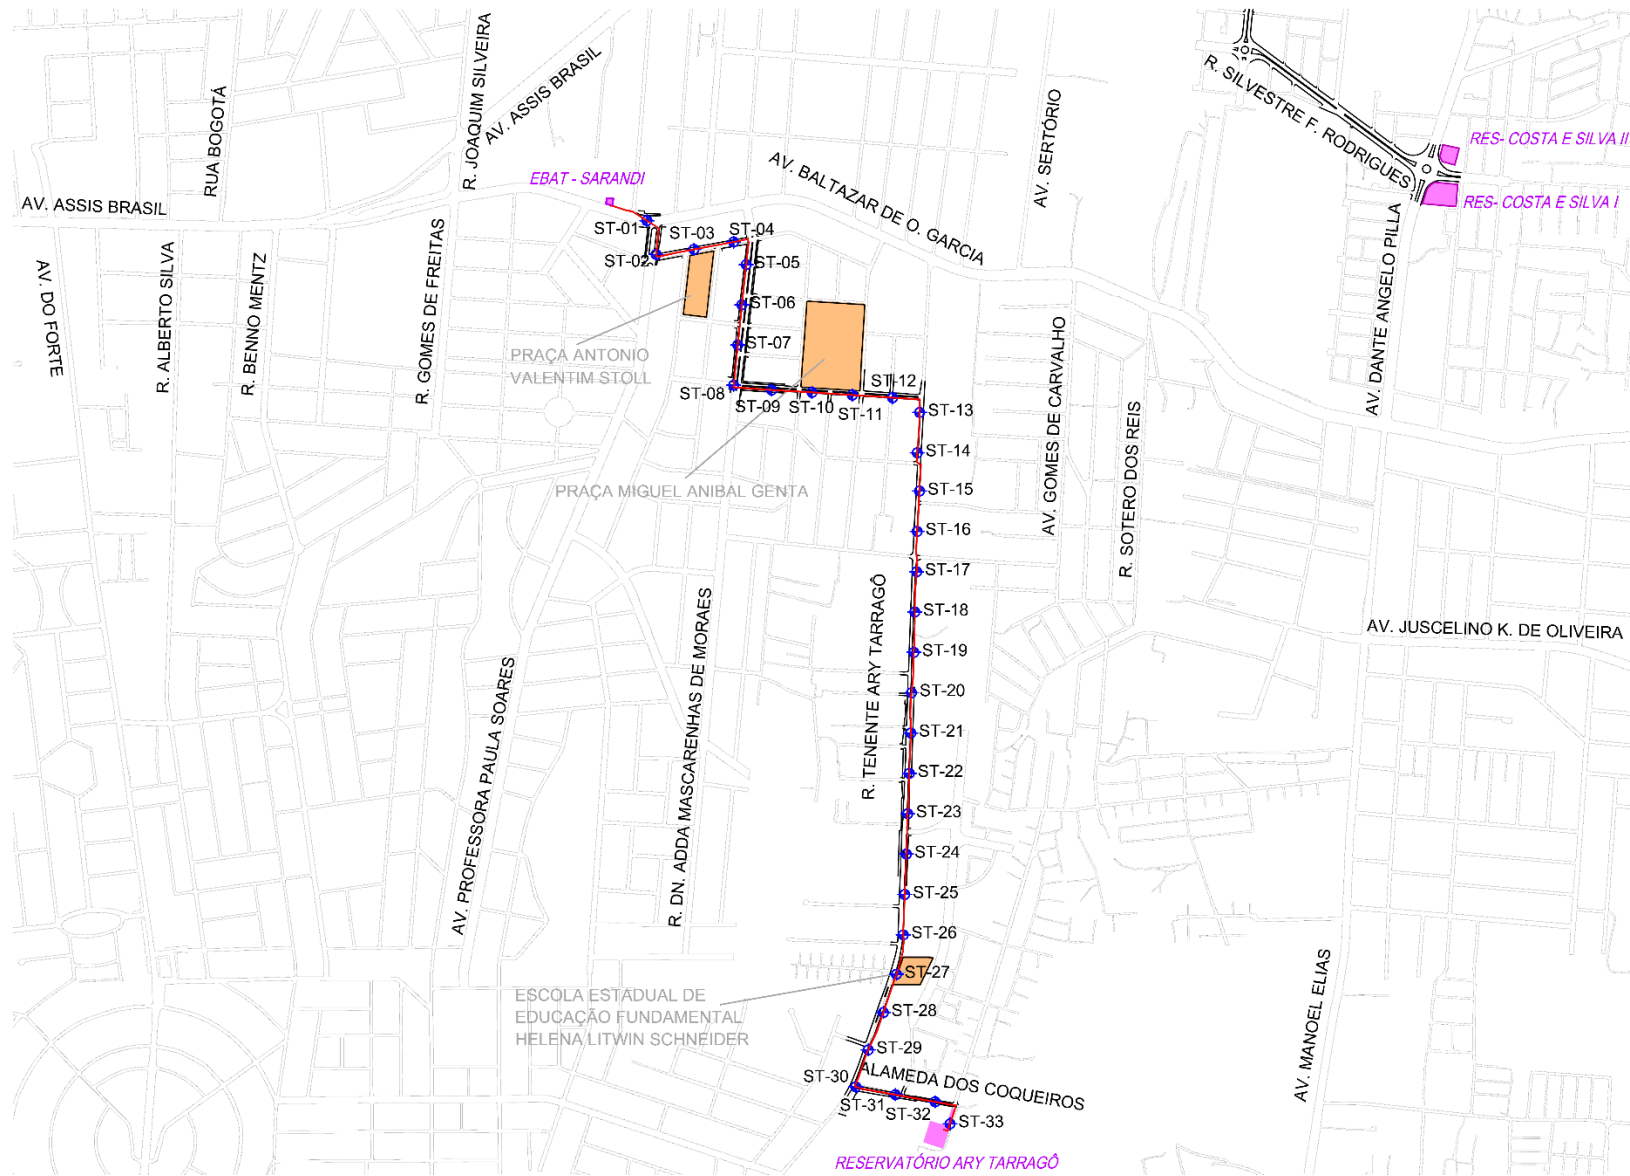 R. JOAQUIM SILVEIRA
AV. ASSIS BRASIL
RUA BOGOTÁ
AV. SERTÓRIO
R. SILVESTRE F. RODRIGUES
RES- COSTA E SILVA II
RES- COSTA E SILVA I
AV. BALTAZAR DE O. GARCIA
EBAT - SARANDI
AV. ASSIS BRASIL
ST-01
ST-02
ST-03
ST-04
ST-05
ST-06
ST-07
ST-08
ST-09
ST-10
ST-11
ST-12
ST-13
ST-14
ST-15
ST-16
ST-17
ST-18
ST-19
ST-20
ST-21
ST-22
ST-23
ST-24
ST-25
ST-26
ST-27
ST-28
ST-29
ST-30
ST-31
ST-32
ST-33
AV. DO FORTE
R. ALBERTO SILVA
R. BENNO MENTZ
R. GOMES DE FREITAS
PRAÇA ANTONIO
VALENTIM STOLL
PRAÇA MIGUEL ANIBAL GENTA
AV. GOMES DE CARVALHO
R. SOTERO DOS REIS
AV. DANTE ANGELO PILLA
AV. JUSCELINO K. DE OLIVEIRA
R. TENENTE ARY TARRAGÔ
R. DN. ADDA MASCARENHAS DE MORAES
AV. PROFESSORA PAULA SOARES
ESCOLA ESTADUAL DE
EDUCAÇÃO FUNDAMENTAL
HELENA LITWIN SCHNEIDER
AV. MANOEL ELIAS
ALAMEDA DOS COQUEIROS
RESERVATÓRIO ARY TARRAGÔ